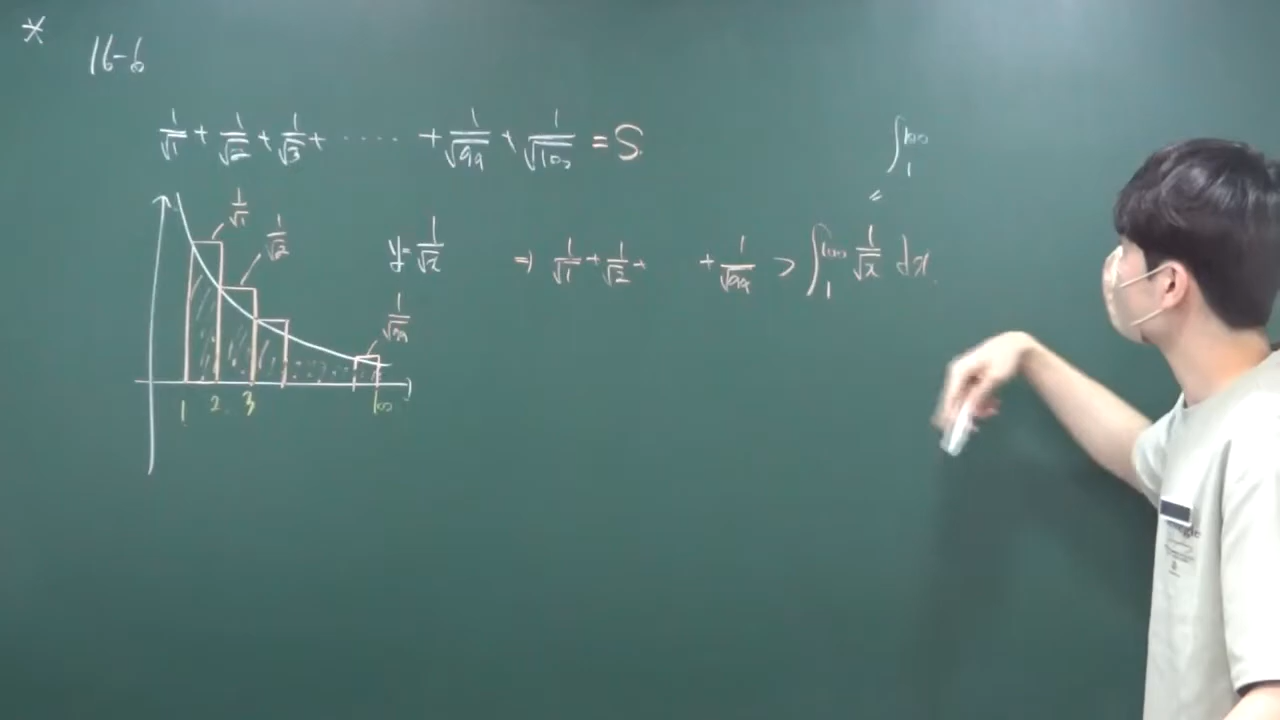 *
16-6
1/√1 + 1/√2 + 1/√3 + ····· + 1/√99 + 1/√100 = S
∫₁¹⁰⁰
1/√1
1/√2
y = 1/√x
⇒ 1/√1 + 1/√2 + + 1/√99 > ∫₁¹⁰⁰ 1/√x dx
1/√99
1 2 3 100